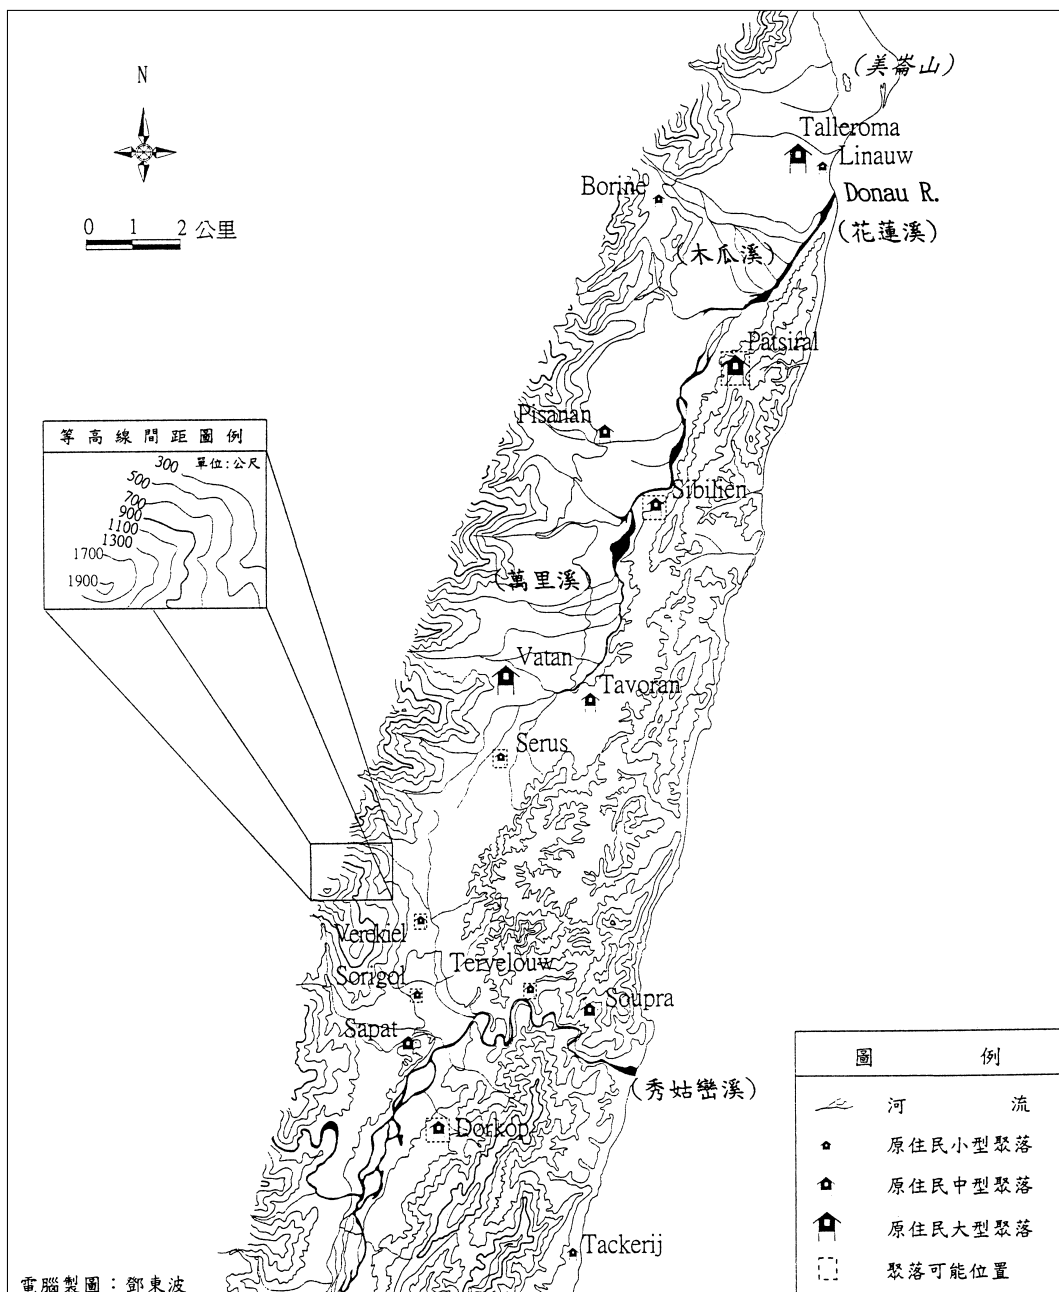 N
0 1 2 公里
(美崙山)
Talleroma
Linauw
Borine
Donau R.
(花蓮溪)
(木瓜溪)
Patsiral
Pisanan
等高線間距圖例
單位:公尺
300
500
700
900
1100
1300
1700
1900
Sibilien
(萬里溪)
Vatan
Tavoran
Serus
Verekiel
Tervelouw
Sorigol
Soupra
Sapat
(秀姑巒溪)
Dorkop
Tackerij
圖例
河流
原住民小型聚落
原住民中型聚落
原住民大型聚落
聚落可能位置
電腦製圖:鄧東波